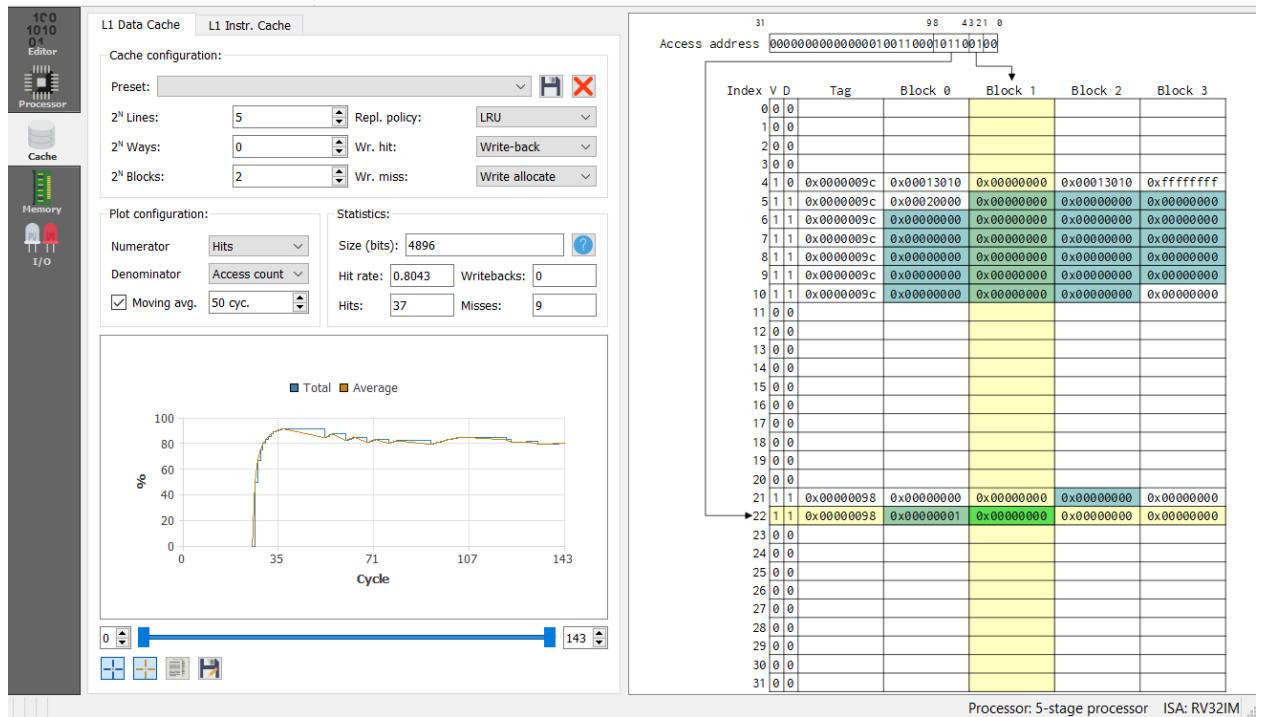 100
1010
01
Editor
Processor
Cache
Memory
I/O
L1 Data Cache L1 Instr. Cache
Cache configuration:
Preset:
2ᴺ Lines: 5 Repl. policy: LRU
2ᴺ Ways: 0 Wr. hit: Write-back
2ᴺ Blocks: 2 Wr. miss: Write allocate
Plot configuration:
Numerator Hits
Denominator Access count
Moving avg. 50 cyc.
Statistics:
Size (bits): 4896 ?
Hit rate: 0.8043 Writebacks: 0
Hits: 37 Misses: 9
Total Average
100
80
60
40
20
0
%
0 35 71 107 143
Cycle
0 143
31 9 8 4 3 2 1 0
Access address 00000000000000010011000101100100
Index V D Tag Block 0 Block 1 Block 2 Block 3
0 0 0
1 0 0
2 0 0
3 0 0
4 1 0 0x0000009c 0x00013010 0x00000000 0x00013010 0xffffffff
5 1 1 0x0000009c 0x00020000 0x00000000 0x00000000 0x00000000
6 1 1 0x0000009c 0x00000000 0x00000000 0x00000000 0x00000000
7 1 1 0x0000009c 0x00000000 0x00000000 0x00000000 0x00000000
8 1 1 0x0000009c 0x00000000 0x00000000 0x00000000 0x00000000
9 1 1 0x0000009c 0x00000000 0x00000000 0x00000000 0x00000000
10 1 1 0x0000009c 0x00000000 0x00000000 0x00000000 0x00000000
11 0 0
12 0 0
13 0 0
14 0 0
15 0 0
16 0 0
17 0 0
18 0 0
19 0 0
20 0 0
21 1 1 0x00000098 0x00000000 0x00000000 0x00000000 0x00000000
22 1 1 0x00000098 0x00000001 0x00000000 0x00000000 0x00000000
23 0 0
24 0 0
25 0 0
26 0 0
27 0 0
28 0 0
29 0 0
30 0 0
31 0 0
Processor: 5-stage processor ISA: RV32IM